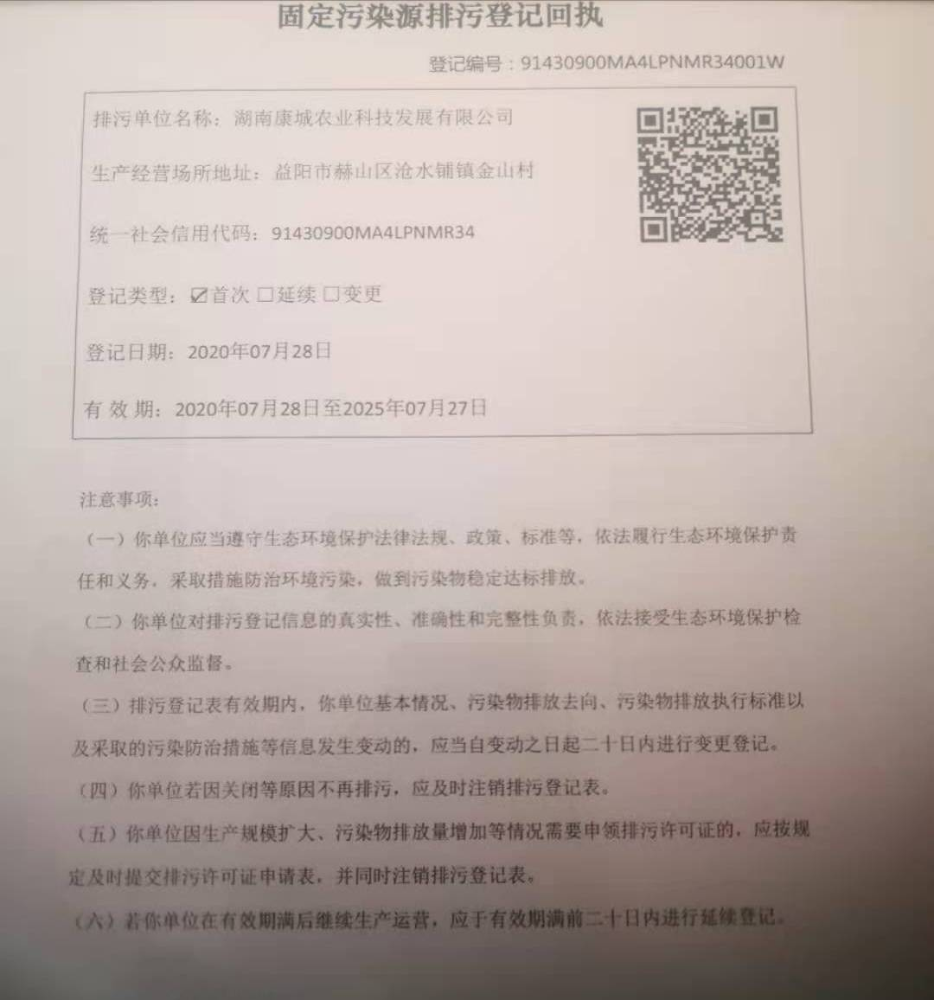 固定污染源排污登记回执
登记编号：91430900MA4LPNMR34001W
排污单位名称：湖南康城农业科技发展有限公司
生产经营场所地址：益阳市赫山区沧水铺镇金山村
统一社会信用代码：91430900MA4LPNMR34
登记类型：☑首次 ☐延续 ☐变更
登记日期：2020年07月28日
有 效 期：2020年07月28日至2025年07月27日
注意事项：
（一）你单位应当遵守生态环境保护法律法规、政策、标准等，依法履行生态环境保护责
任和义务，采取措施防治环境污染，做到污染物稳定达标排放。
（二）你单位对排污登记信息的真实性、准确性和完整性负责，依法接受生态环境保护检
查和社会公众监督。
（三）排污登记表有效期内，你单位基本情况、污染物排放去向、污染物排放执行标准以
及采取的污染防治措施等信息发生变动的，应当自变动之日起二十日内进行变更登记。
（四）你单位若因关闭等原因不再排污，应及时注销排污登记表。
（五）你单位因生产规模扩大、污染物排放量增加等情况需要申领排污许可证的，应按规
定及时提交排污许可证申请表，并同时注销排污登记表。
（六）若你单位在有效期满后继续生产运营，应于有效期满前二十日内进行延续登记。